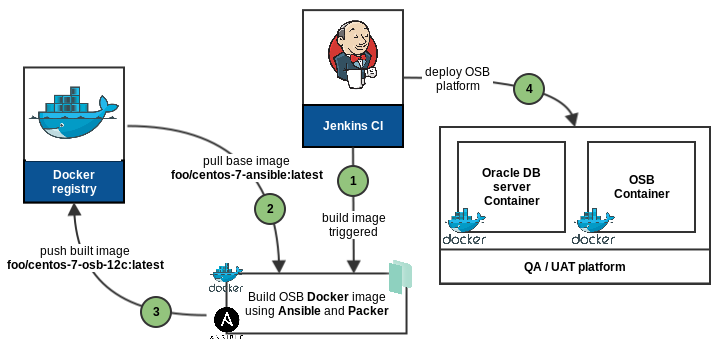 deploy OSB
platform
4
Jenkins CI
Docker
registry
pull base image
foo/centos-7-ansible:latest
1
2
build image
triggered
Oracle DB
server
Container
OSB
Container
docker
docker
QA / UAT platform
push built image
foo/centos-7-osb-12c:latest
3
docker
Build OSB Docker image
using Ansible and Packer
A